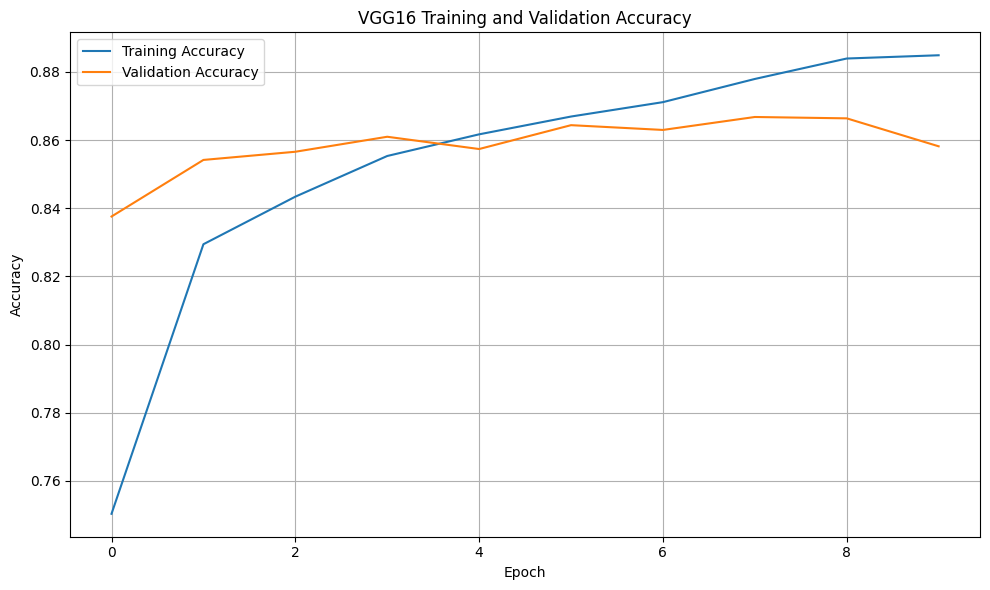 VGG16 Training and Validation Accuracy
Training Accuracy
Validation Accuracy
0.88
0.86
0.84
0.82
0.80
0.78
0.76
Accuracy
0 2 4 6 8
Epoch